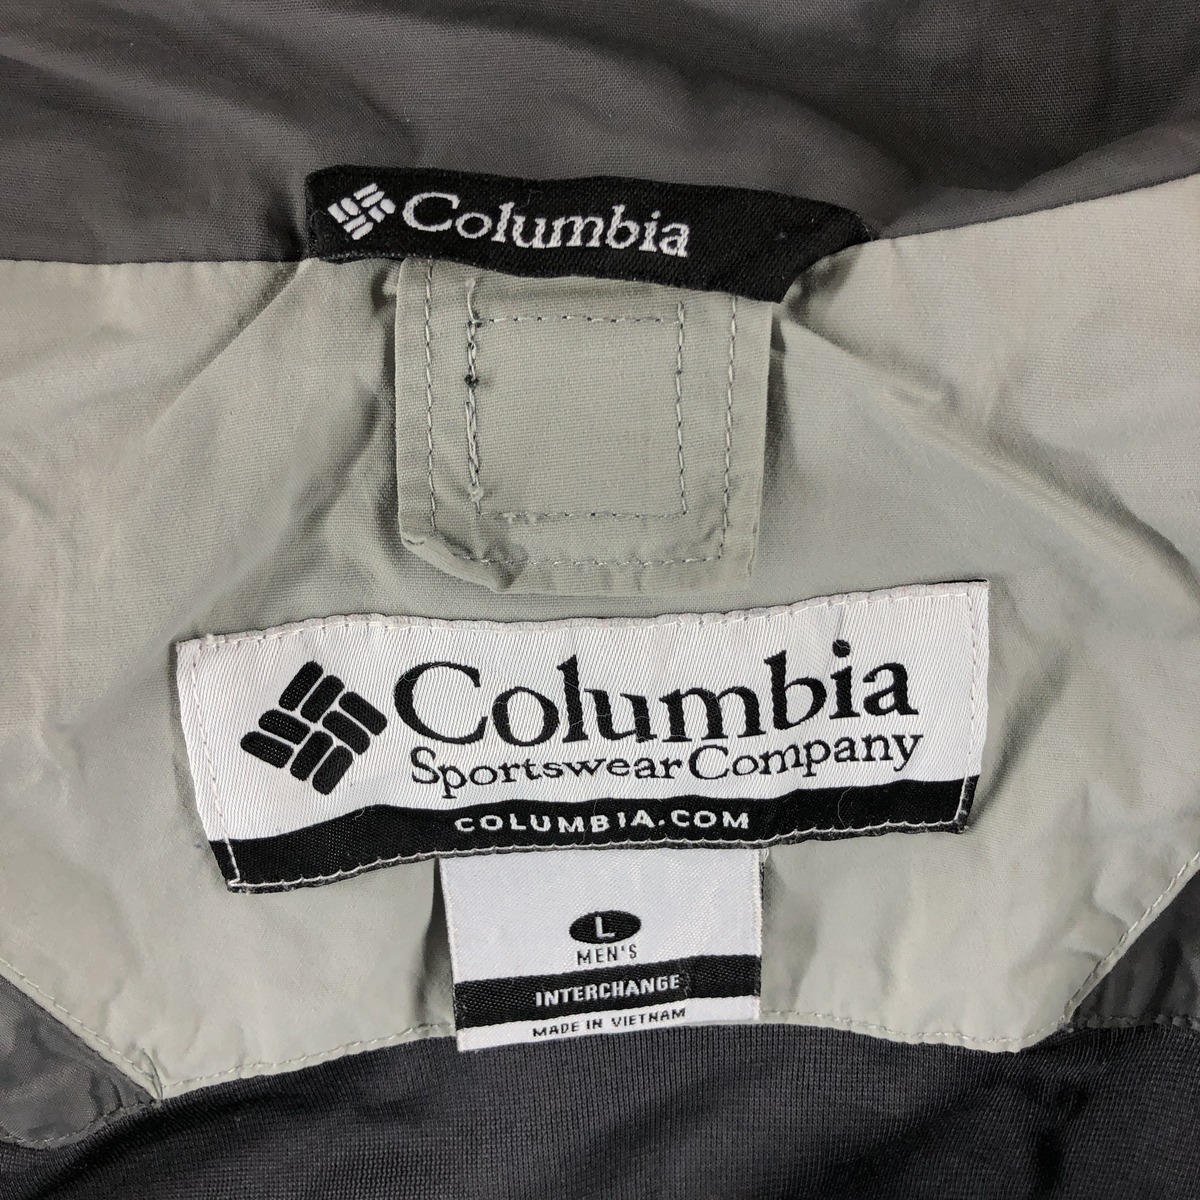 Columbia
Columbia
Sportswear Company
COLUMBIA.COM
L
MEN'S
INTERCHANGE
MADE IN VIETNAM